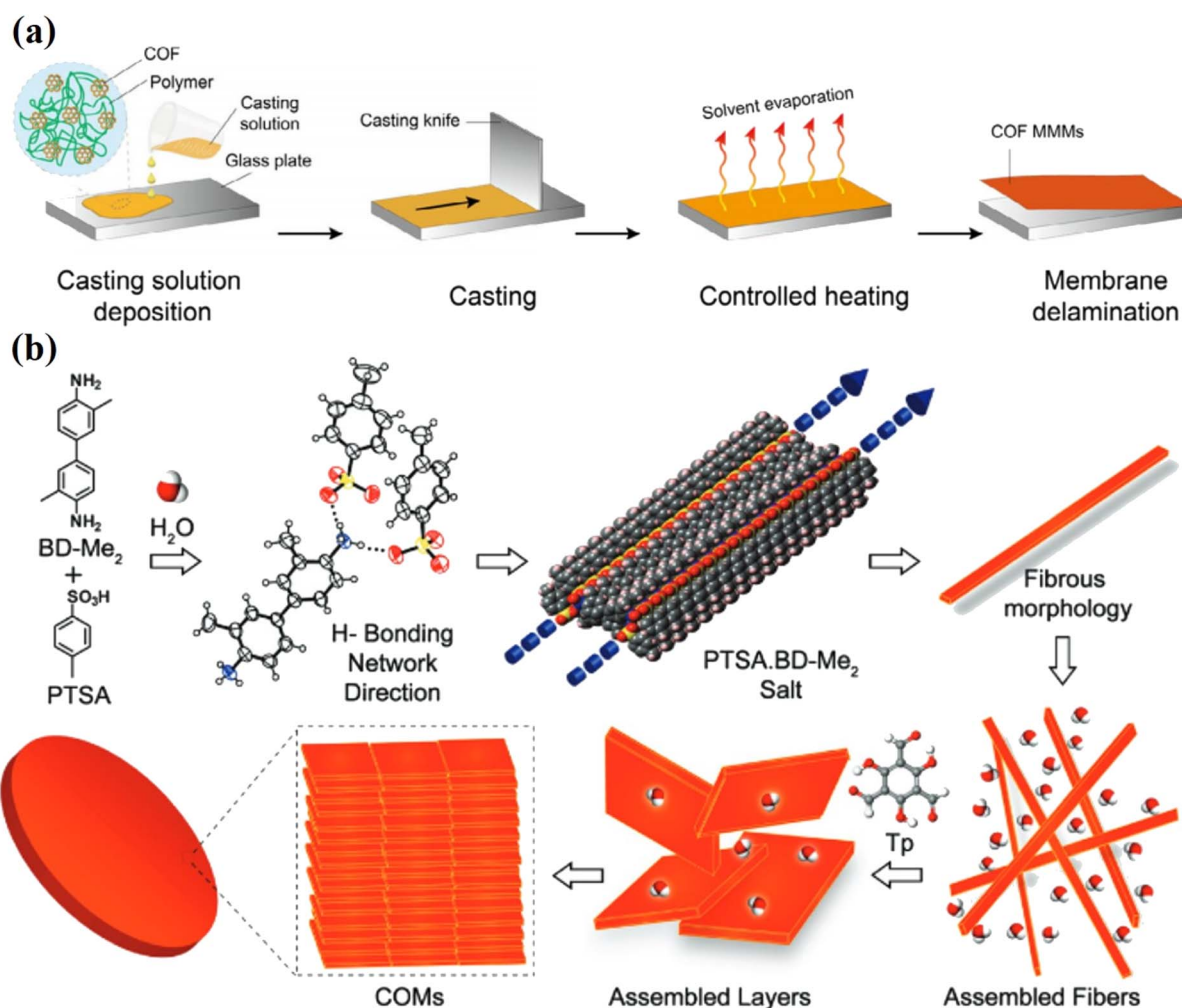 (a)
COF
Polymer
Casting
solution
Glass plate
Casting solution
deposition
Casting knife
Casting
Solvent evaporation
Controlled heating
COF MMMs
Membrane
delamination
(b)
NH₂
NH₂
BD-Me₂
+
SO₃H
PTSA
H₂O
H- Bonding
Network
Direction
PTSA.BD-Me₂
Salt
Fibrous
morphology
Assembled Fibers
Tp
Assembled Layers
COMs